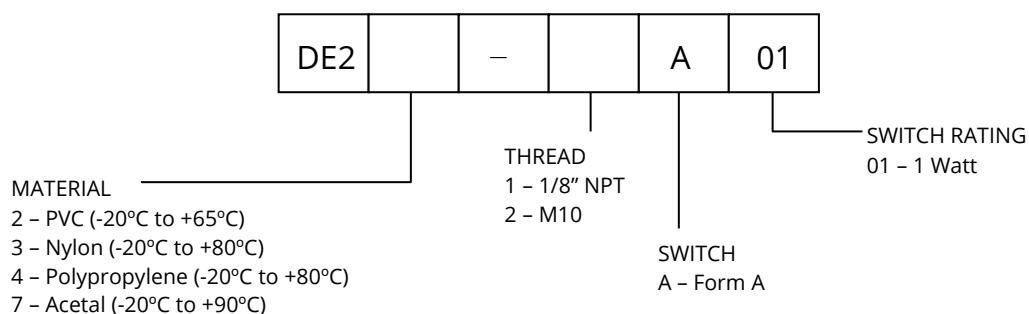 DE2 – A 01
SWITCH RATING
01 – 1 Watt
THREAD
1 – 1/8” NPT
2 – M10
MATERIAL
2 – PVC (-20ºC to +65ºC)
3 – Nylon (-20ºC to +80ºC)
4 – Polypropylene (-20ºC to +80ºC)
7 – Acetal (-20ºC to +90ºC)
SWITCH
A – Form A